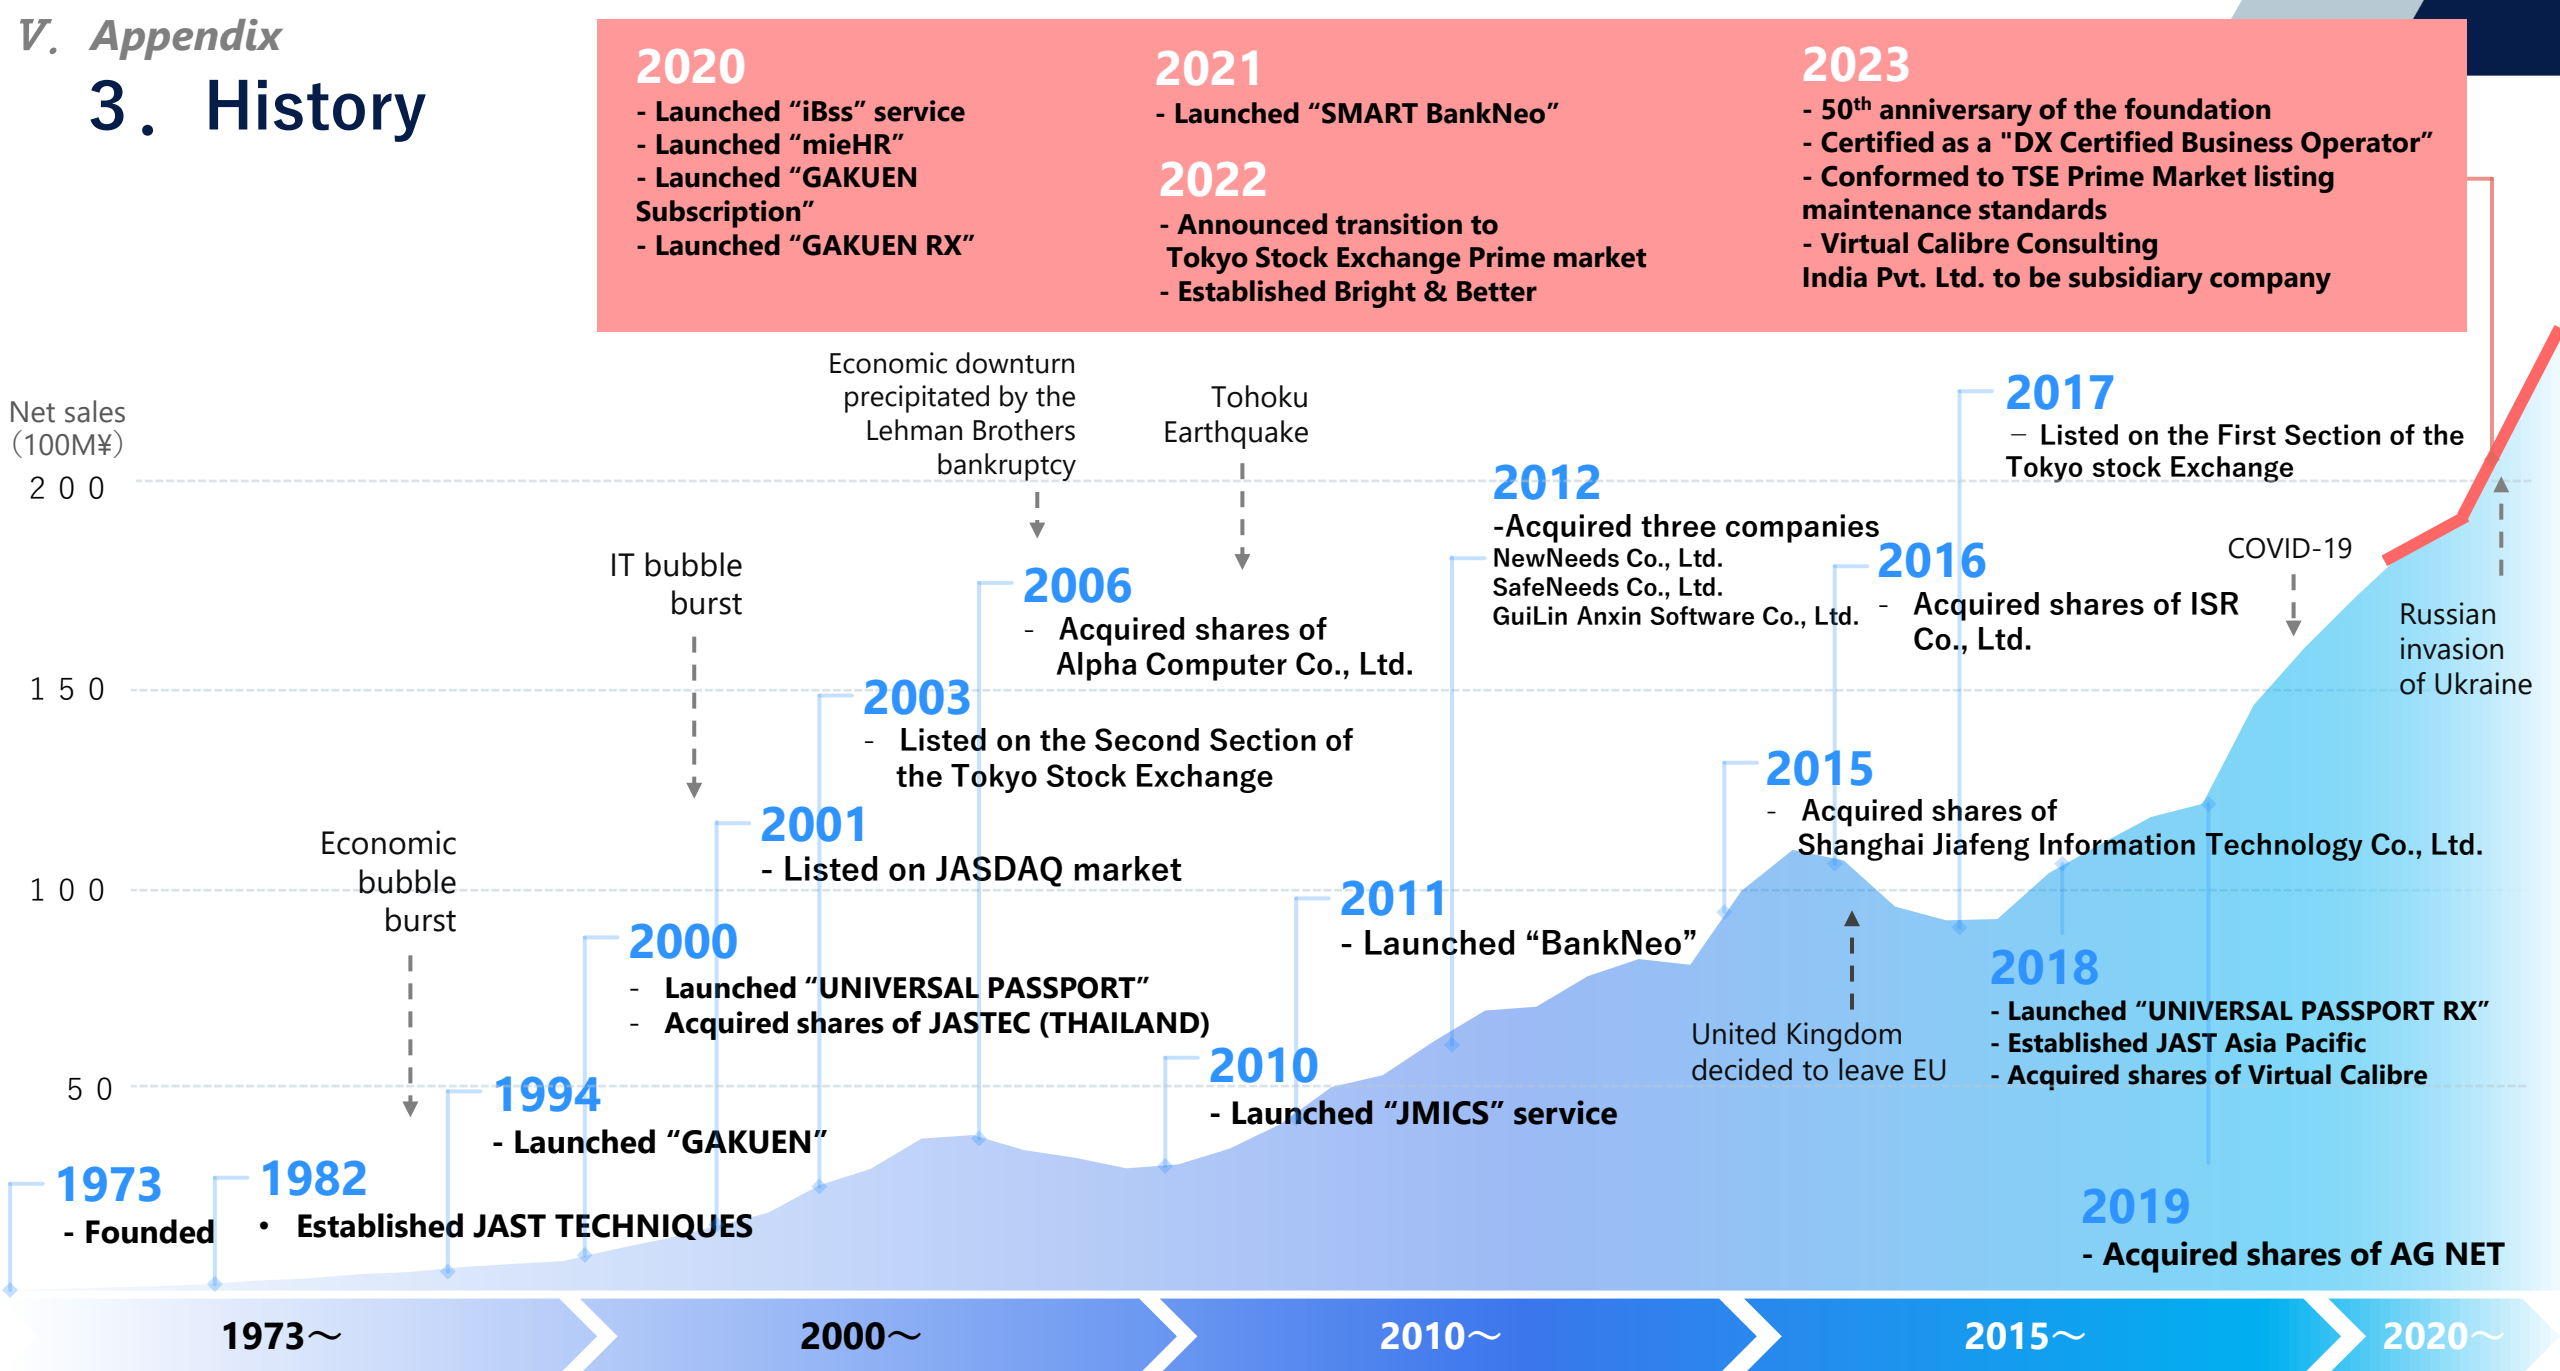 V. Appendix
3．History
2020
- Launched “iBss” service
- Launched “mieHR”
- Launched “GAKUEN
Subscription”
- Launched “GAKUEN RX”
2021
- Launched “SMART BankNeo”
2022
- Announced transition to
Tokyo Stock Exchange Prime market
- Established Bright & Better
2023
- 50th anniversary of the foundation
- Certified as a "DX Certified Business Operator”
- Conformed to TSE Prime Market listing
maintenance standards
- Virtual Calibre Consulting
India Pvt. Ltd. to be subsidiary company
Net sales
（100M¥）
200
150
100
50
Economic downturn
precipitated by the
Lehman Brothers
bankruptcy
Tohoku
Earthquake
IT bubble
burst
Economic
bubble
burst
COVID-19
Russian
invasion
of Ukraine
United Kingdom
decided to leave EU
1973
- Founded
1982
• Established JAST TECHNIQUES
1994
- Launched “GAKUEN”
2000
- Launched “UNIVERSAL PASSPORT”
- Acquired shares of JASTEC (THAILAND)
2001
- Listed on JASDAQ market
2003
- Listed on the Second Section of
the Tokyo Stock Exchange
2006
- Acquired shares of
Alpha Computer Co., Ltd.
2010
- Launched “JMICS” service
2011
- Launched “BankNeo”
2012
-Acquired three companies
NewNeeds Co., Ltd.
SafeNeeds Co., Ltd.
GuiLin Anxin Software Co., Ltd.
2015
- Acquired shares of
Shanghai Jiafeng Information Technology Co., Ltd.
2016
- Acquired shares of ISR
Co., Ltd.
2017
– Listed on the First Section of the
Tokyo stock Exchange
2018
- Launched “UNIVERSAL PASSPORT RX”
- Established JAST Asia Pacific
- Acquired shares of Virtual Calibre
2019
- Acquired shares of AG NET
1973～
2000～
2010～
2015～
2020～